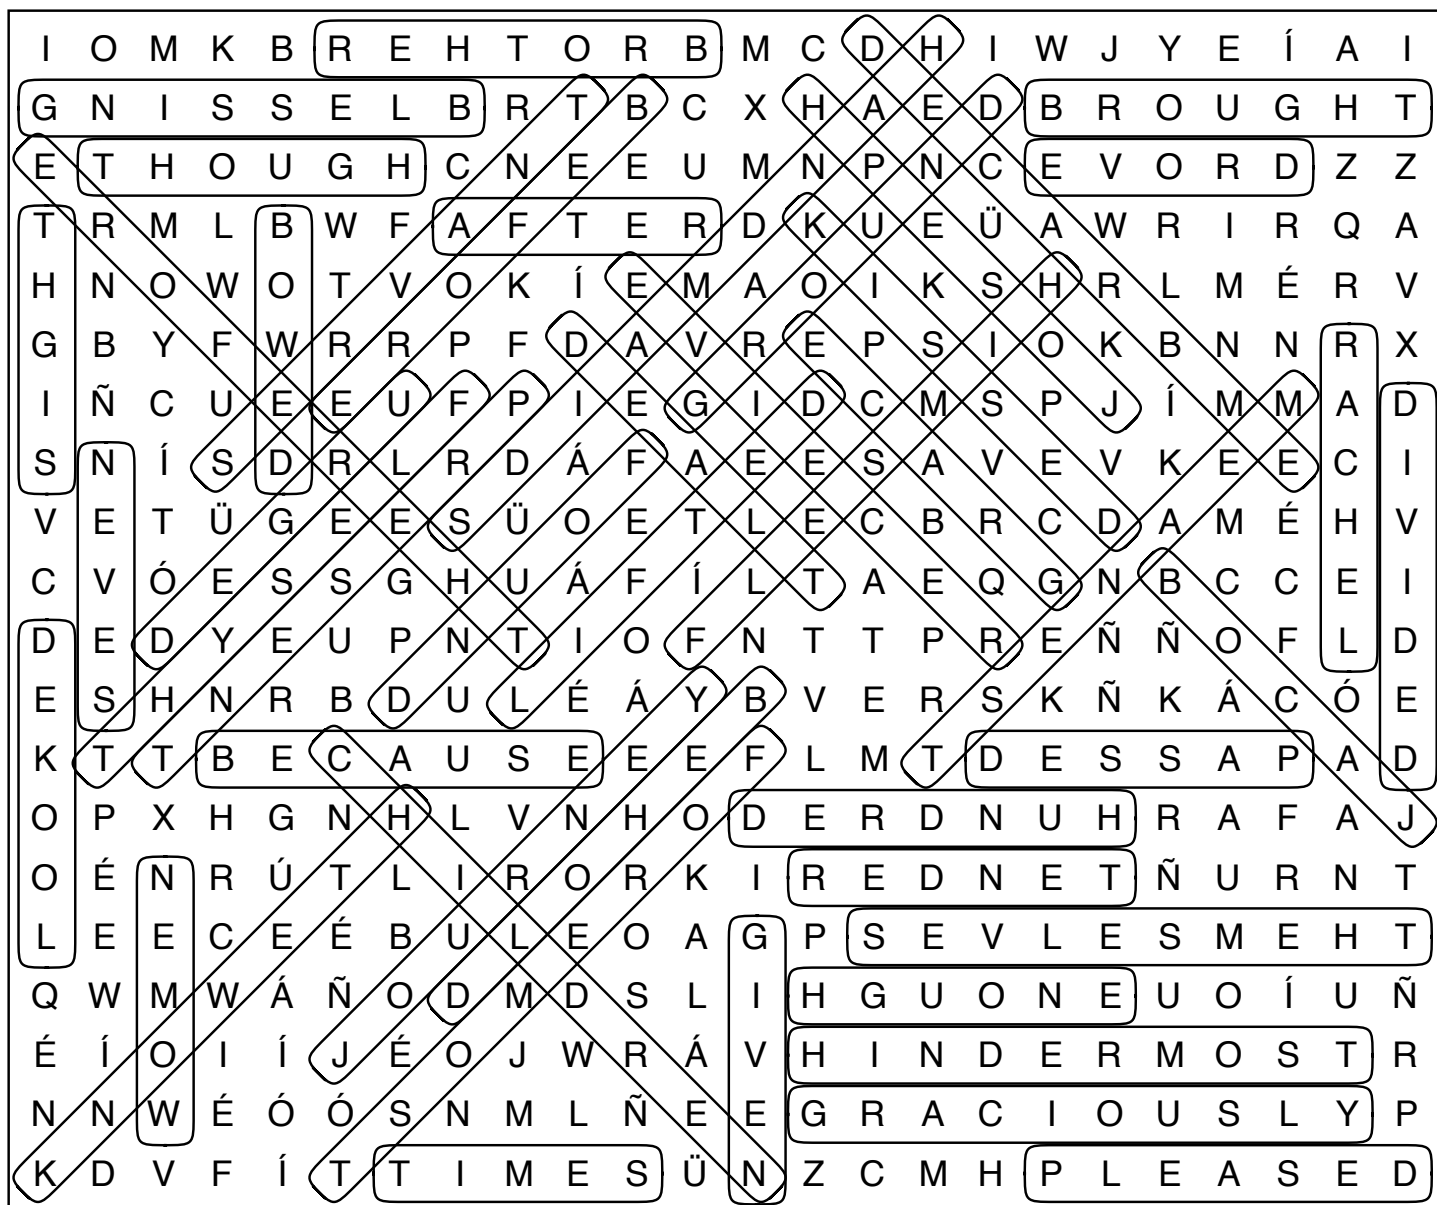 I O M K B R E H T O R B M C D H I W J Y E Í A I
G N I S S E L B R T B C X H A E D B R O U G H T
E T H O U G H C N E E U M N P N C E V O R D Z Z
T R M L B W F A F T E R D K U E Ü A W R I R Q A
H N O W O T V O K Í E M A O I K S H R L M É R V
G B Y F W R R P F D A V R E P S I O K B N N R X
I Ñ C U E E U F P I E G I D C M S P J Í M M A D
S N Í S D R L R D Á F A E E S A V E V K E E C I
V E T Ü G E E S Ü O E T L E C B R C D A M É H V
C V Ó E S S G H U Á F Í L T A E Q G N B C C E I
D E D Y E U P N T I O F N T T P R E Ñ Ñ O F L D
E S H N R B D U L É Á Y B V E R S K Ñ K Á C Ó E
K T T B E C A U S E E E F L M T D E S S A P A D
O P X H G N H L V N H O D E R D N U H R A F A J
O É N R Ú T L I R O R K I R E D N E T Ñ U R N T
L E E C E É B U L E O A G P S E V L E S M E H T
Q W M W Á Ñ O D M D S L I H G U O N E U O Í U Ñ
É Í O I Í J É O J W R Á V H I N D E R M O S T R
N N W É Ó Ó S N M L Ñ E E G R A C I O U S L Y P
K D V F Í T T I M E S Ü N Z C M H P L E A S E D